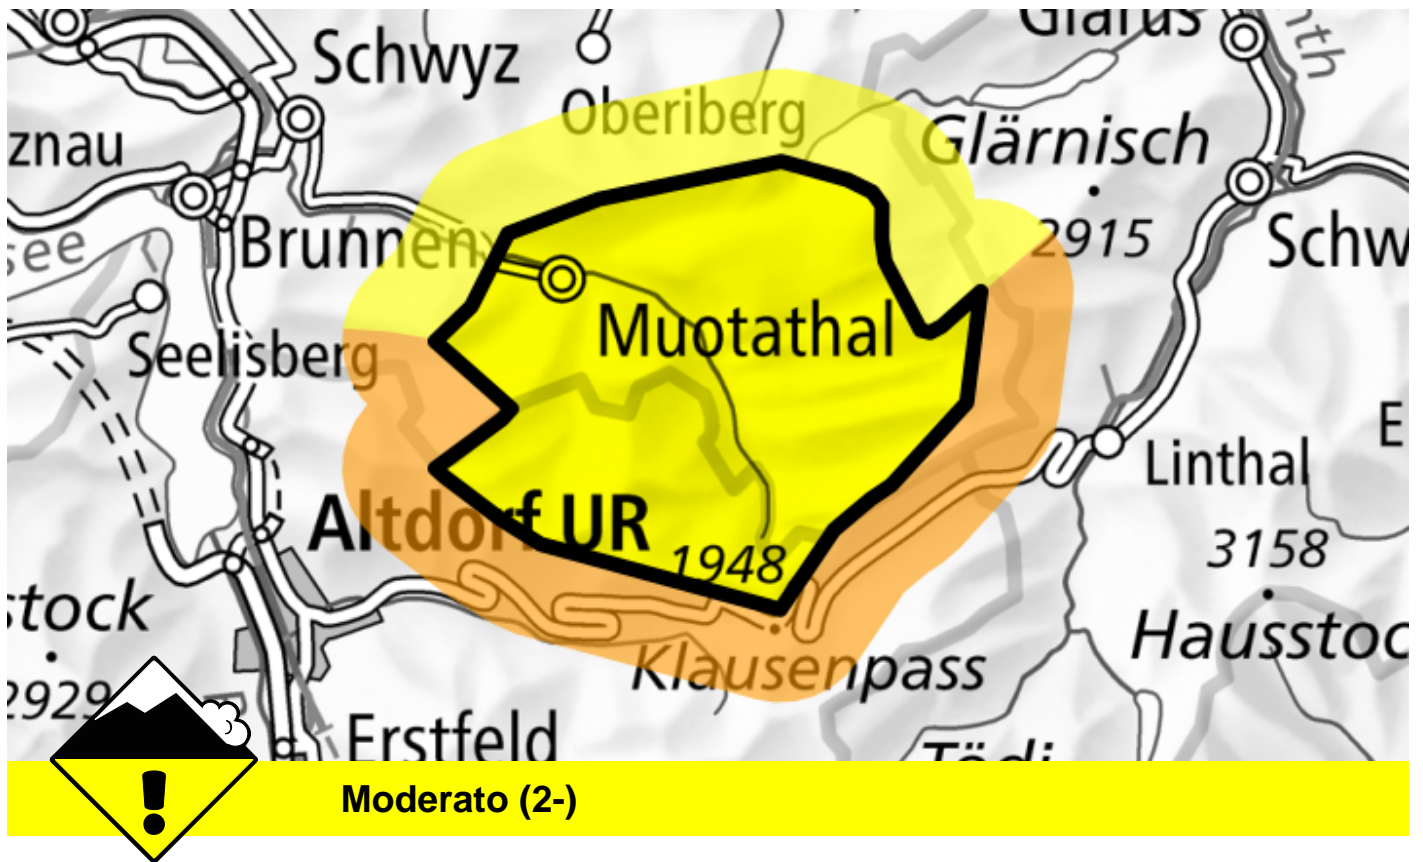 Glarus
Schwyz
nth
Oberiberg
znau
Glärnisch
2915
see
Brunnen
Schw
Muotathal
Seelisberg
E
Linthal
Altdorf UR
1948
3158
stock
Hausstoc
Klausenpass
2929
Erstfeld
Tödi
Moderato (2-)